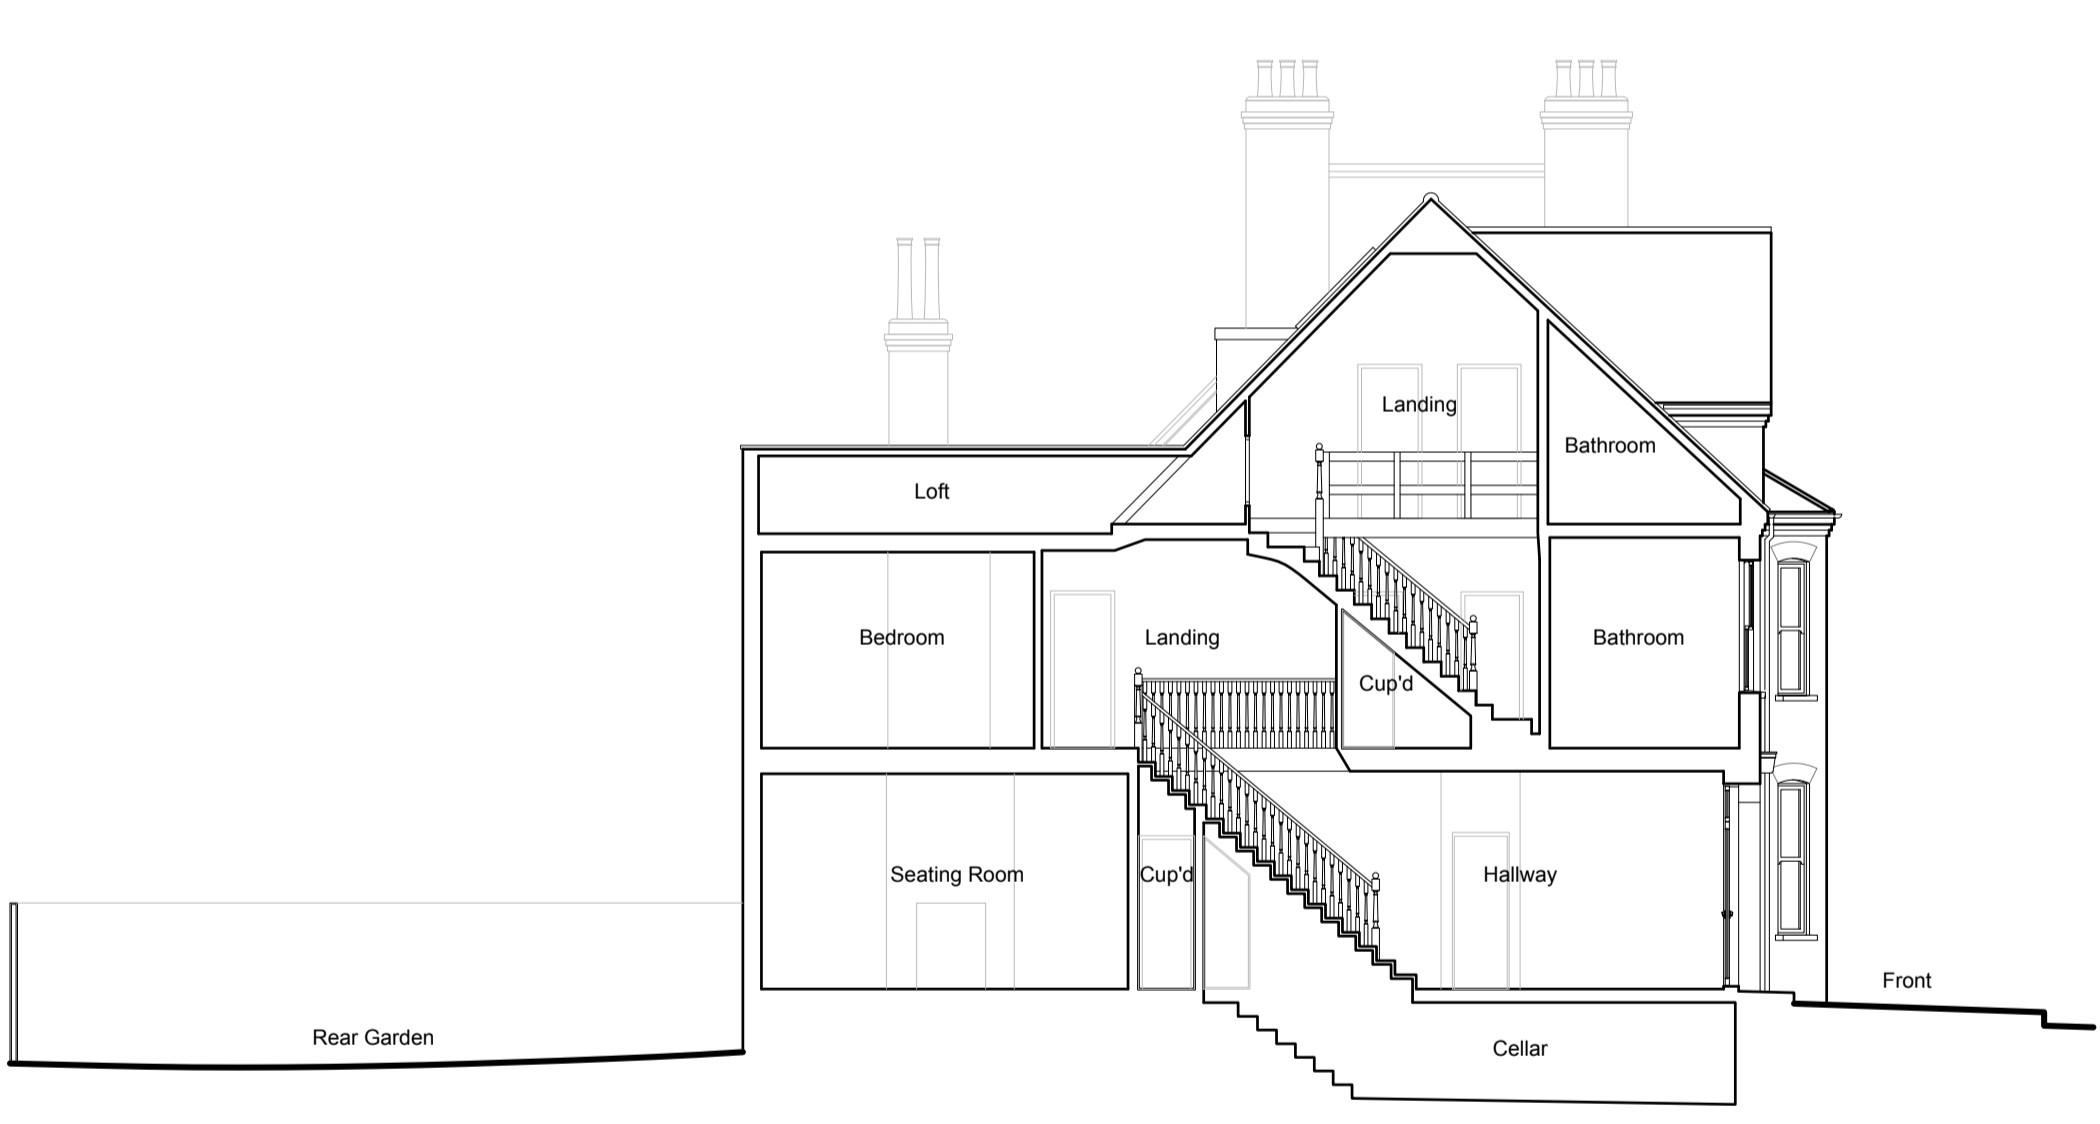 Landing
Bathroom
Loft
Bedroom
Landing
Bathroom
Cup'd
Seating Room
Cup'd
Hallway
Front
Rear Garden
Cellar